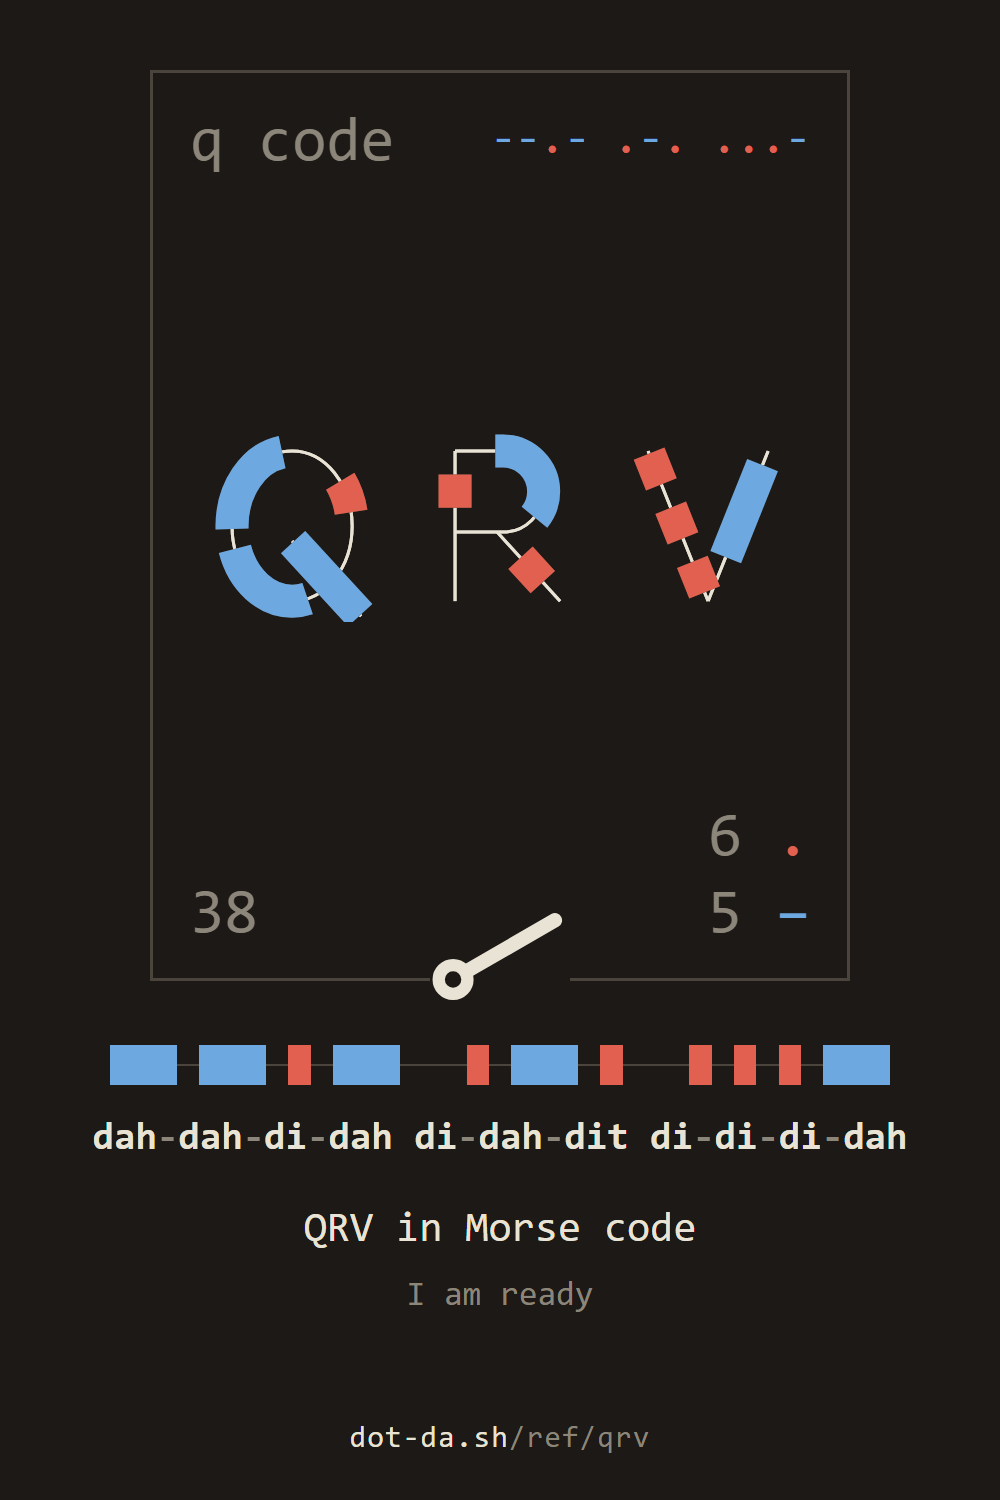 q code --.- .-. ...-
QRV
6 .
38 5 -
dah-dah-di-dah di-dah-dit di-di-di-dah
QRV in Morse code
I am ready
dot-da.sh/ref/qrv